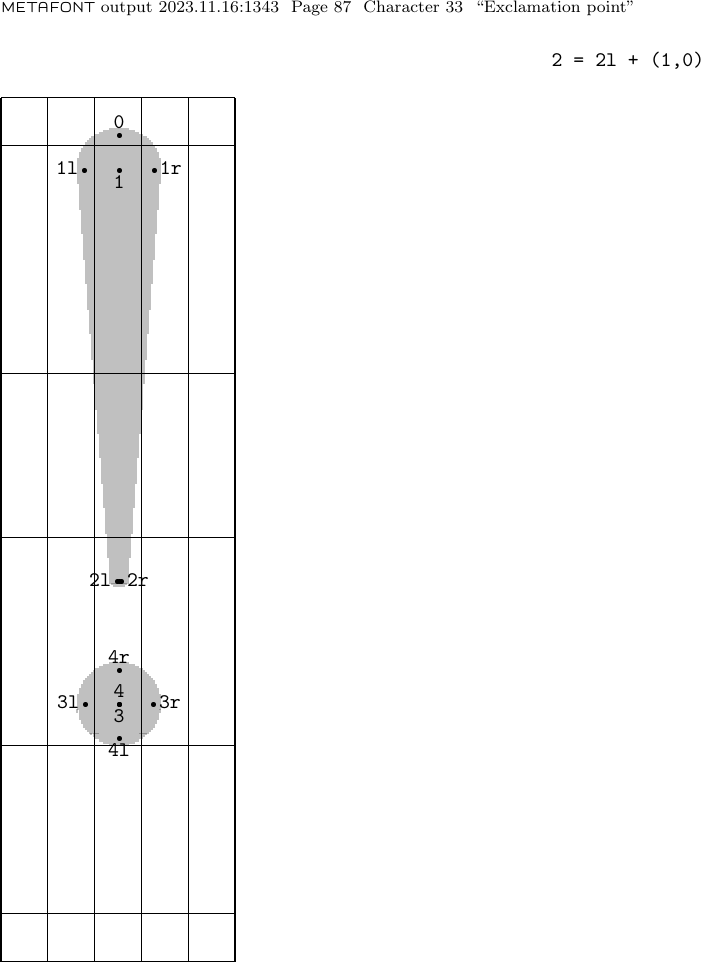 METAFONT output 2023.11.16:1343 Page 87 Character 33 “Exclamation point”
2 = 2l + (1,0)
0
1l 1r
1
2l 2r
4r
4
3l 3r
3
4l